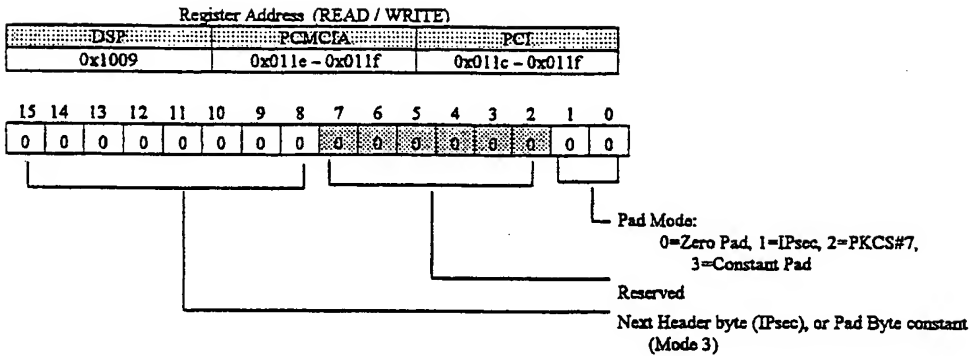 Register Address (READ / WRITE)
DSP PCMCIA PCI
0x1009 0x011e – 0x011f 0x011c – 0x011f
15 14 13 12 11 10 9 8 7 6 5 4 3 2 1 0
0 0 0 0 0 0 0 0 0 0 0 0 0 0 0 0
Pad Mode:
0=Zero Pad, 1=IPsec, 2=PKCS#7,
3=Constant Pad
Reserved
Next Header byte (IPsec), or Pad Byte constant
(Mode 3)